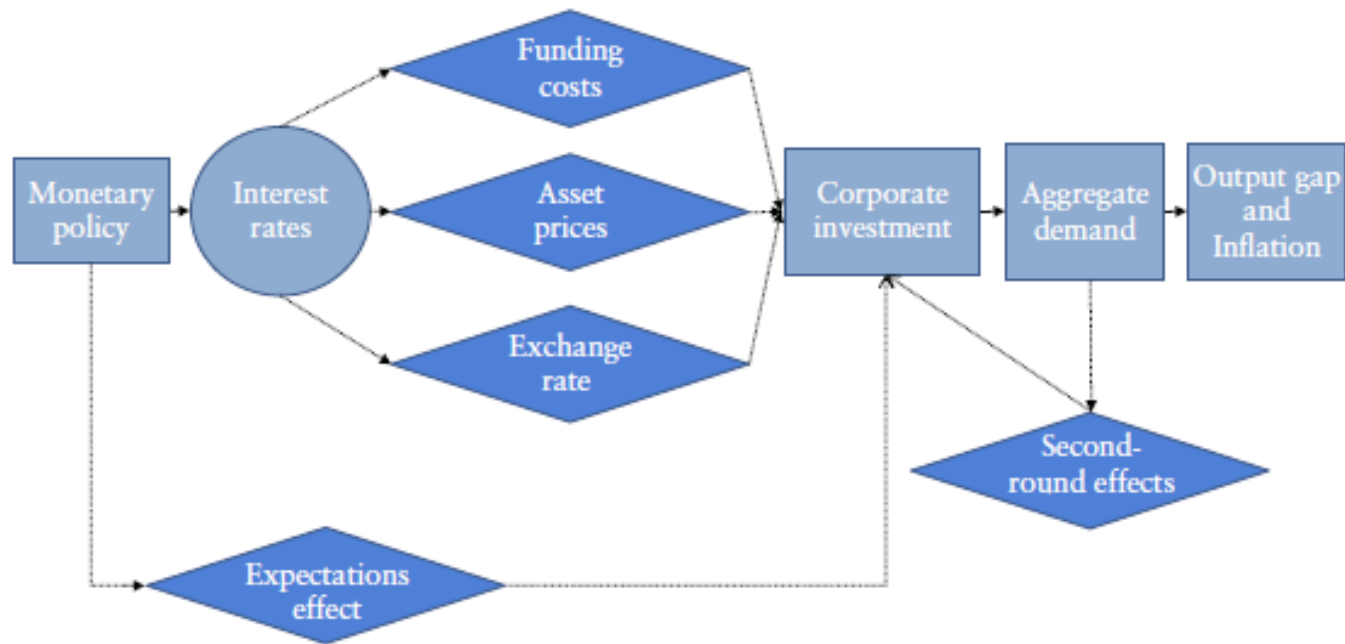 Funding
costs
Monetary
policy
Interest
rates
Asset
prices
Corporate
investment
Aggregate
demand
Output gap
and
Inflation
Exchange
rate
Second-
round effects
Expectations
effect